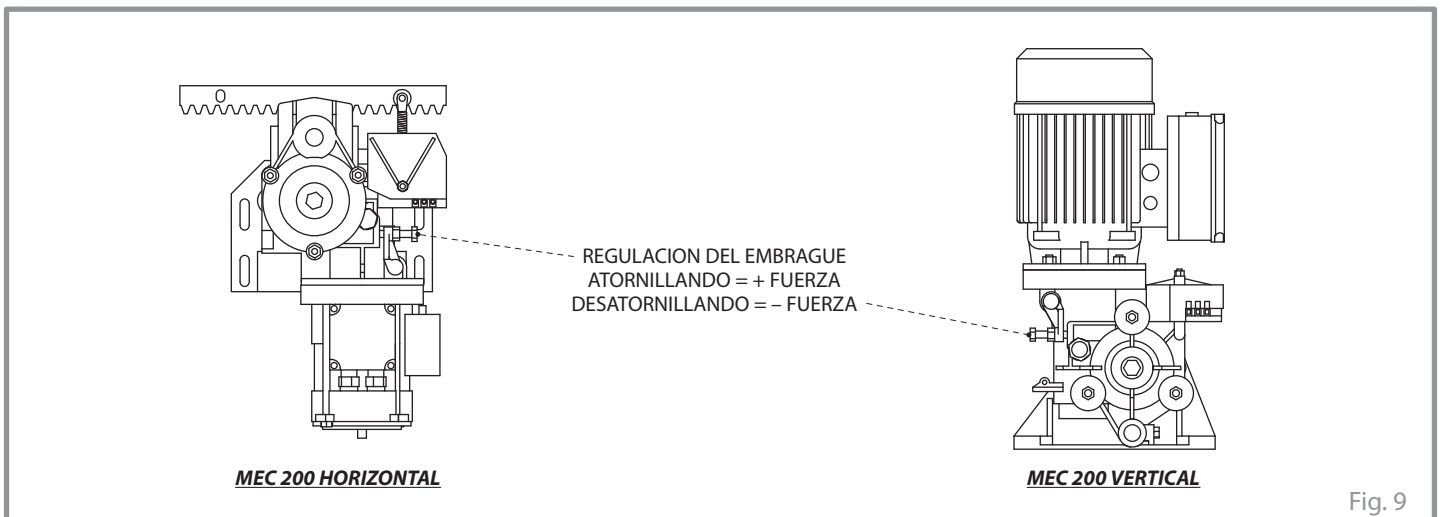 REGULACION DEL EMBRAGUE
ATORNILLANDO = + FUERZA
DESATORNILLANDO = – FUERZA
MEC 200 HORIZONTAL
MEC 200 VERTICAL
Fig. 9